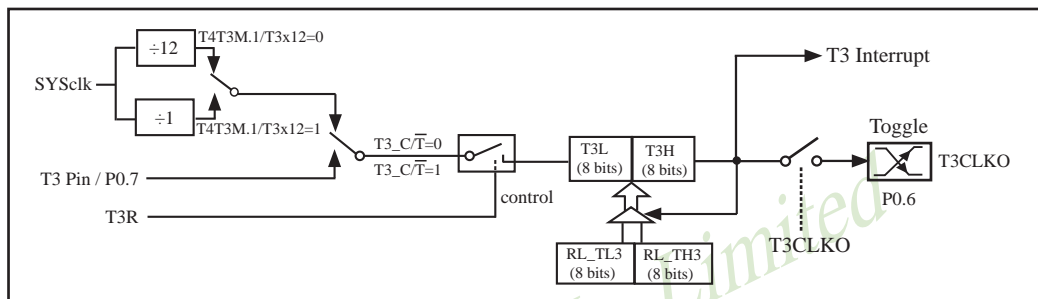 ÷12
T4T3M.1/T3x12=0
SYSclk
÷1
T4T3M.1/T3x12=1
T3 Interrupt
Toggle
T3CLKO
P0.6
T3_C/T̅=0
T3_C/T̅=1
T3L
(8 bits)
T3H
(8 bits)
T3 Pin / P0.7
control
T3R
T3CLKO
RL_TL3
(8 bits)
RL_TH3
(8 bits)
Limited